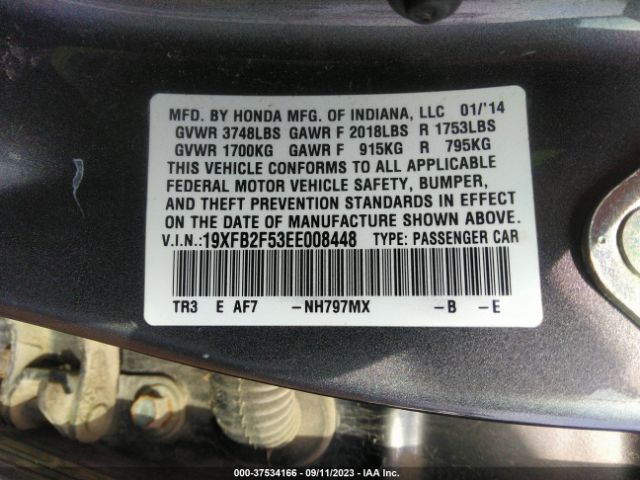 MFD. BY HONDA MFG. OF INDIANA, LLC 01/'14
GVWR 3748LBS GAWR F 2018LBS R 1753LBS
GVWR 1700KG GAWR F 915KG R 795KG
THIS VEHICLE CONFORMS TO ALL APPLICABLE
FEDERAL MOTOR VEHICLE SAFETY, BUMPER,
AND THEFT PREVENTION STANDARDS IN EFFECT
ON THE DATE OF MANUFACTURE SHOWN ABOVE.
V.I.N.: 19XFB2F53EE008448 TYPE: PASSENGER CAR
TR3 E AF7 –NH797MX –B –E
000-37534166 - 09/11/2023 - IAA Inc.